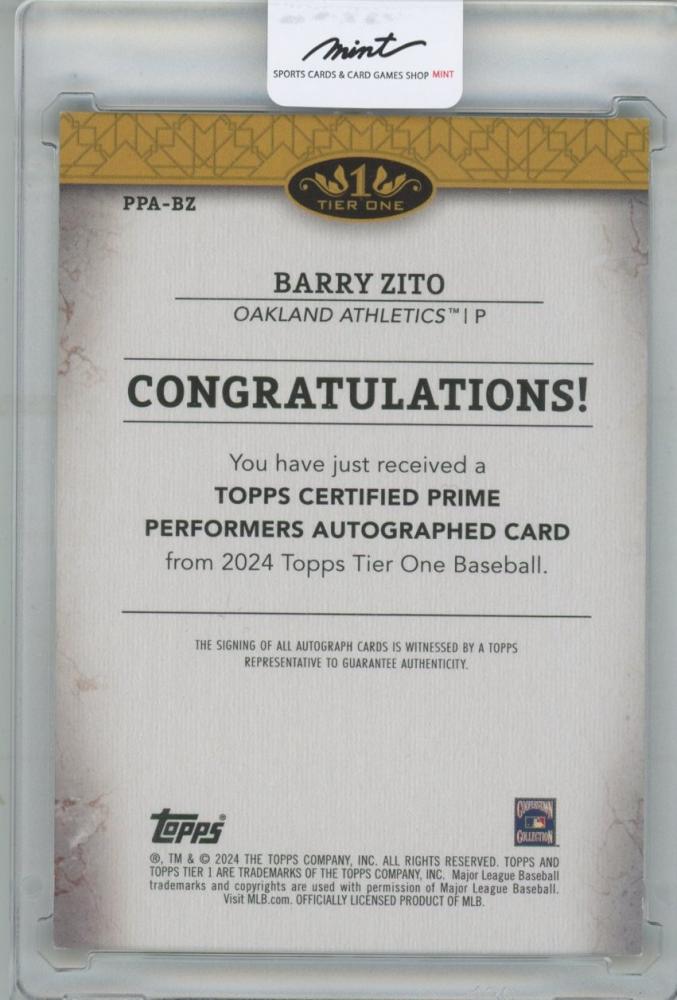 mint
SPORTS CARDS & CARD GAMES SHOP MINT
1
TIER ONE
PPA-BZ
BARRY ZITO
OAKLAND ATHLETICS™ | P
CONGRATULATIONS!
You have just received a
TOPPS CERTIFIED PRIME
PERFORMERS AUTOGRAPHED CARD
from 2024 Topps Tier One Baseball.
THE SIGNING OF ALL AUTOGRAPH CARDS IS WITNESSED BY A TOPPS
REPRESENTATIVE TO GUARANTEE AUTHENTICITY.
topps®
COOPERSTOWN
COLLECTION
®, TM & © 2024 THE TOPPS COMPANY, INC. ALL RIGHTS RESERVED. TOPPS AND
TOPPS TIER 1 ARE TRADEMARKS OF THE TOPPS COMPANY, INC. Major League Baseball
trademarks and copyrights are used with permission of Major League Baseball.
Visit MLB.com. OFFICIALLY LICENSED PRODUCT OF MLB.